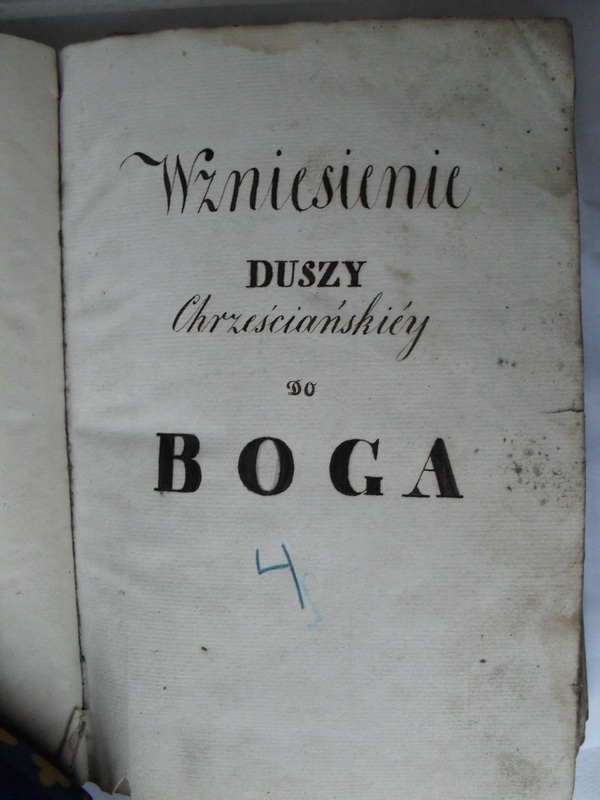 Wzniesienie
DUSZY
Chrześciańskiéy
DO
BOGA
4